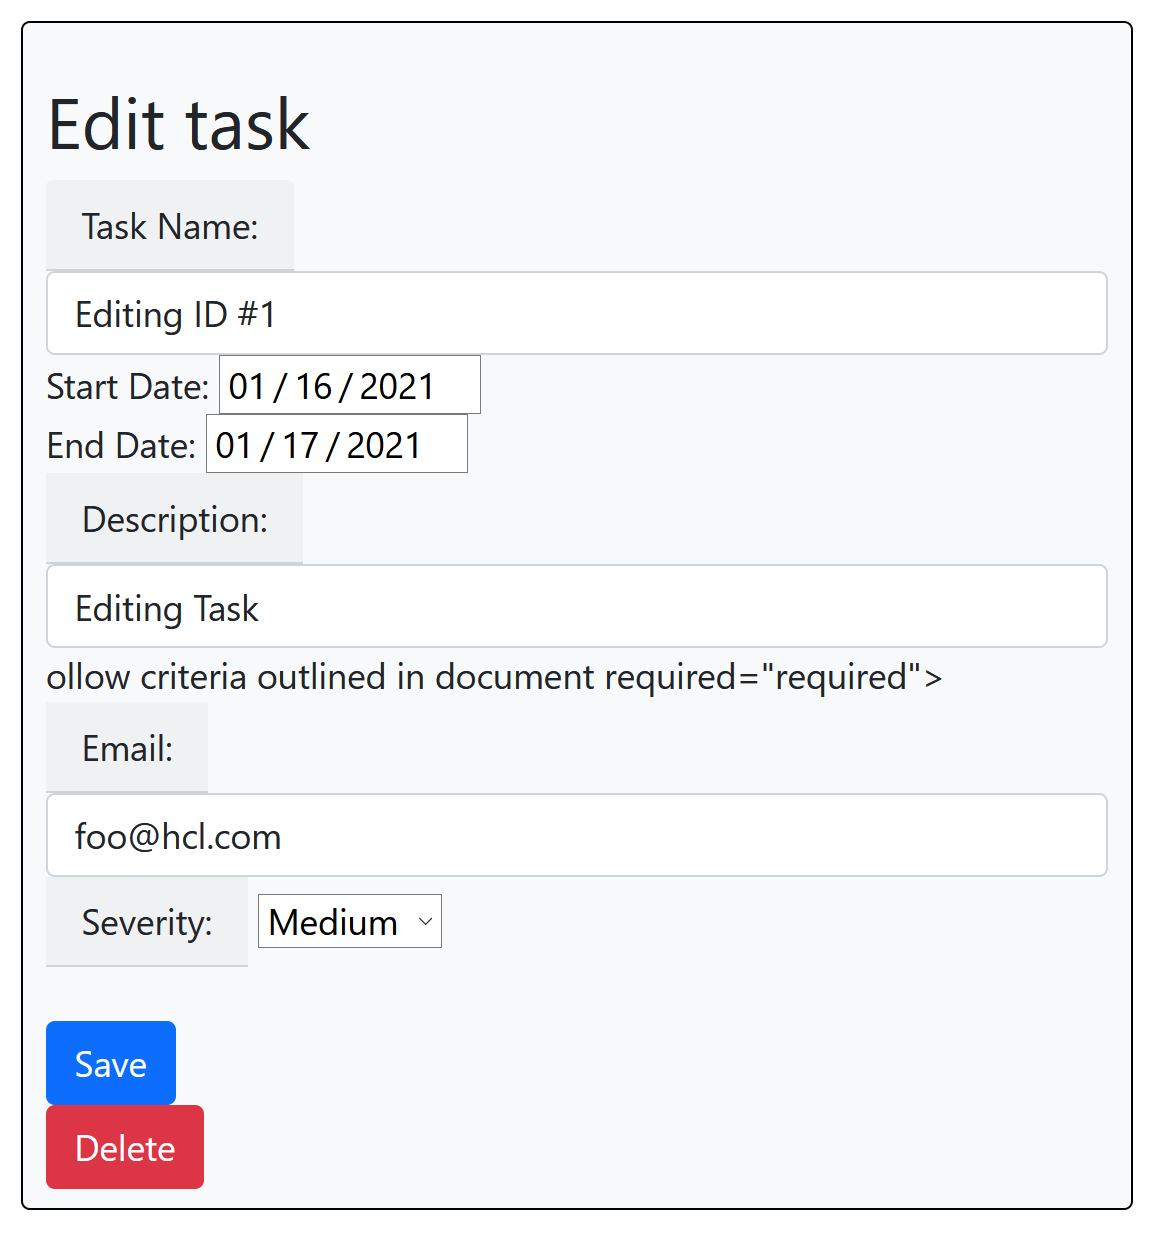 Edit task
Task Name:
Editing ID #1
Start Date: 01/16/2021
End Date: 01/17/2021
Description:
Editing Task
ollow criteria outlined in document required="required">
Email:
foo@hcl.com
Severity: Medium
Save
Delete